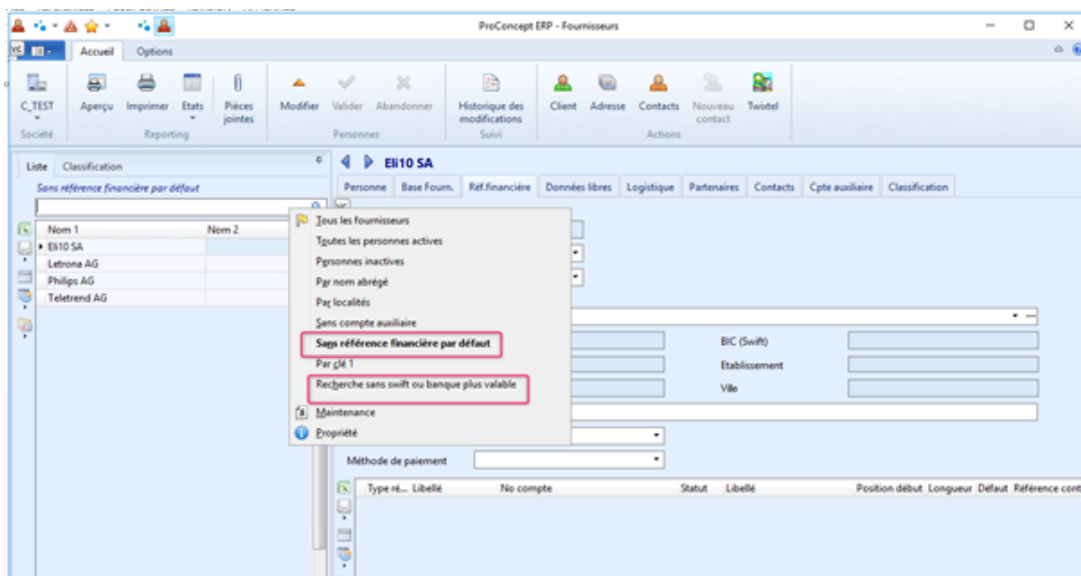 ProConcept ERP - Fournisseurs
VC
Accueil Options
C_TEST Aperçu Imprimer Etats Pièces jointes Modifier Valider Abandonner Historique des modifications Client Adresse Contacts Nouveau contact Twixtel
Société Reporting Personnes Suivi Actions
Liste Classification
Eli10 SA
Sans référence financière par défaut
Personne Base Fourn. Réf.financière Données libres Logistique Partenaires Contacts Cpte auxiliaire Classification
Nom 1 Nom 2
Eli10 SA
Letrona AG
Philips AG
Teletrend AG
Tous les fournisseurs
Toutes les personnes actives
Personnes inactives
Par nom abrégé
Par localités
Sans compte auxiliaire
Sans référence financière par défaut
Par clé 1
Recherche sans swift ou banque plus valable
Maintenance
Propriété
BIC (Swift)
Etablissement
Ville
Méthode de paiement
Type ré... Libellé No compte Statut Libellé Position début Longueur Défaut Référence cont